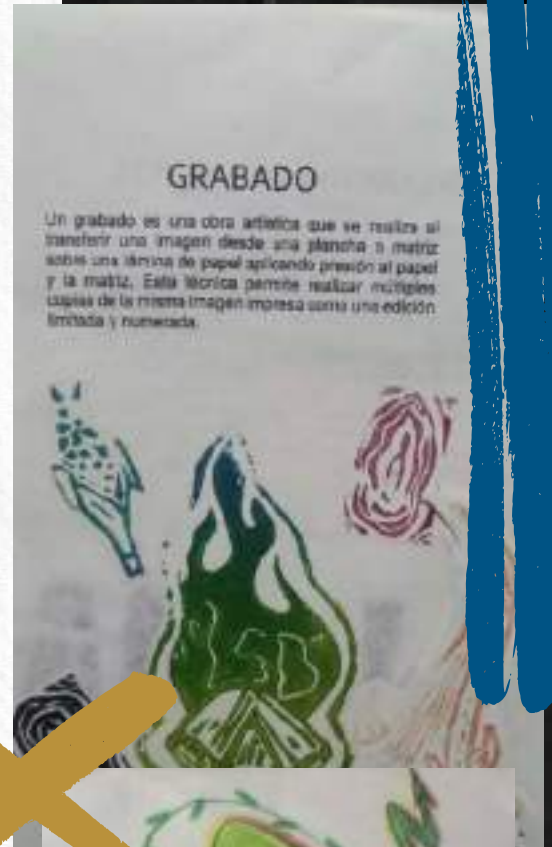 GRABADO
Un grabado es una obra artística que se realiza al
transferir una imagen desde una plancha o matriz
sobre una lámina de papel aplicando presión al papel
y la matriz. Esta técnica permite realizar múltiples
copias de la misma imagen impresa como una edición
limitada y numerada.
LSB